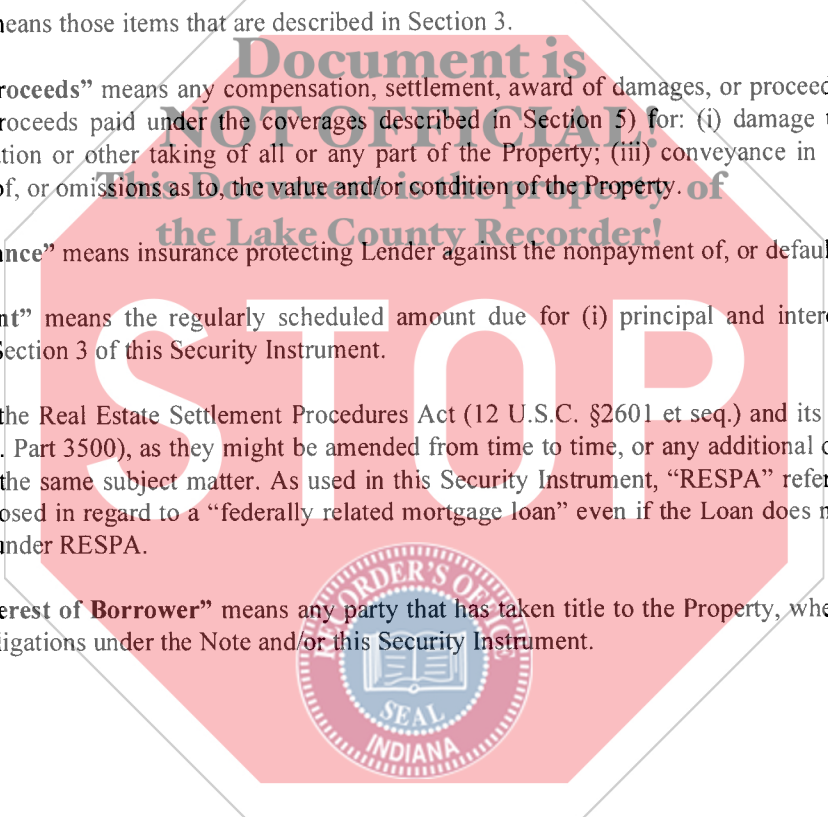 means those items that are described in Section 3.
Document is
roceeds” means any compensation, settlement, award of damages, or proceed
NOT OFFICIAL!
roceeds paid under the coverages described in Section 5) for: (i) damage
tion or other taking of all or any part of the Property; (iii) conveyance in
of, or omissions as to, the value and/or condition of the Property.
This Document is the property of
the Lake County Recorder!
ance” means insurance protecting Lender against the nonpayment of, or defaul
nt” means the regularly scheduled amount due for (i) principal and inter
Section 3 of this Security Instrument.
STOP
the Real Estate Settlement Procedures Act (12 U.S.C. §2601 et seq.) and its
. Part 3500), as they might be amended from time to time, or any additional
the same subject matter. As used in this Security Instrument, “RESPA” refer
osed in regard to a “federally related mortgage loan” even if the Loan does
under RESPA.
erest of Borrower” means any party that has taken title to the Property, whe
ligations under the Note and/or this Security Instrument.
RECORDER'S OFFICE
SEAL
INDIANA